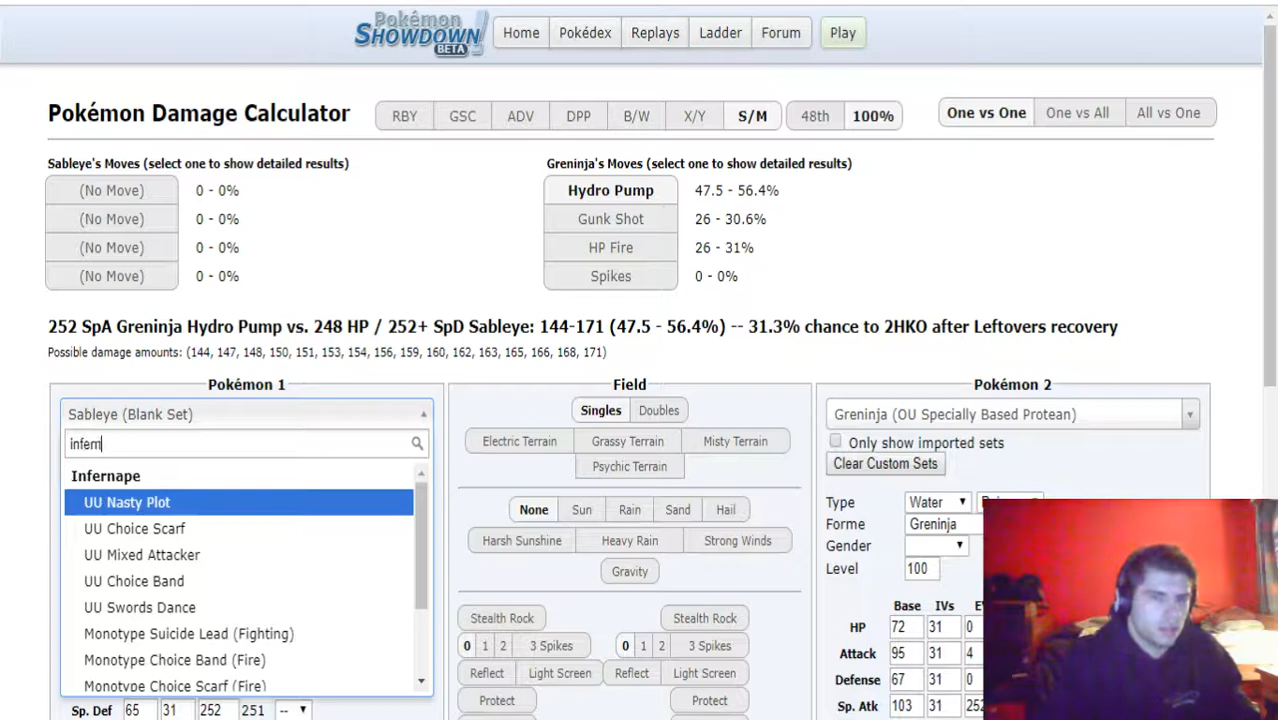 Pokémon
SHOWDOWN!
BETA
Home Pokédex Replays Ladder Forum Play
Pokémon Damage Calculator
RBY GSC ADV DPP B/W X/Y S/M 48th 100% One vs One One vs All All vs One
Sableye's Moves (select one to show detailed results) Greninja's Moves (select one to show detailed results)
(No Move) 0 - 0% Hydro Pump 47.5 - 56.4%
(No Move) 0 - 0% Gunk Shot 26 - 30.6%
(No Move) 0 - 0% HP Fire 26 - 31%
(No Move) 0 - 0% Spikes 0 - 0%
252 SpA Greninja Hydro Pump vs. 248 HP / 252+ SpD Sableye: 144-171 (47.5 - 56.4%) -- 31.3% chance to 2HKO after Leftovers recovery
Possible damage amounts: (144, 147, 148, 150, 151, 153, 154, 156, 159, 160, 162, 163, 165, 166, 168, 171)
Pokémon 1 Field Pokémon 2
Sableye (Blank Set) Singles Doubles Greninja (OU Specially Based Protean)
infern Electric Terrain Grassy Terrain Misty Terrain Only show imported sets
Psychic Terrain Clear Custom Sets
Infernape
UU Nasty Plot None Sun Rain Sand Hail Type Water
UU Choice Scarf Forme Greninja
Harsh Sunshine Heavy Rain Strong Winds Gender
UU Mixed Attacker Gravity Level 100
UU Choice Band
UU Swords Dance Base IVs
Stealth Rock Stealth Rock HP 72 31 0
Monotype Suicide Lead (Fighting) 0 1 2 3 Spikes 0 1 2 3 Spikes Attack 95 31 4
Monotype Choice Band (Fire) Reflect Light Screen Reflect Light Screen Defense 67 31 0
Monotype Choice Scarf (Fire) Protect Protect Sp. Atk 103 31 252
Sp. Def 65 31 252 251 --